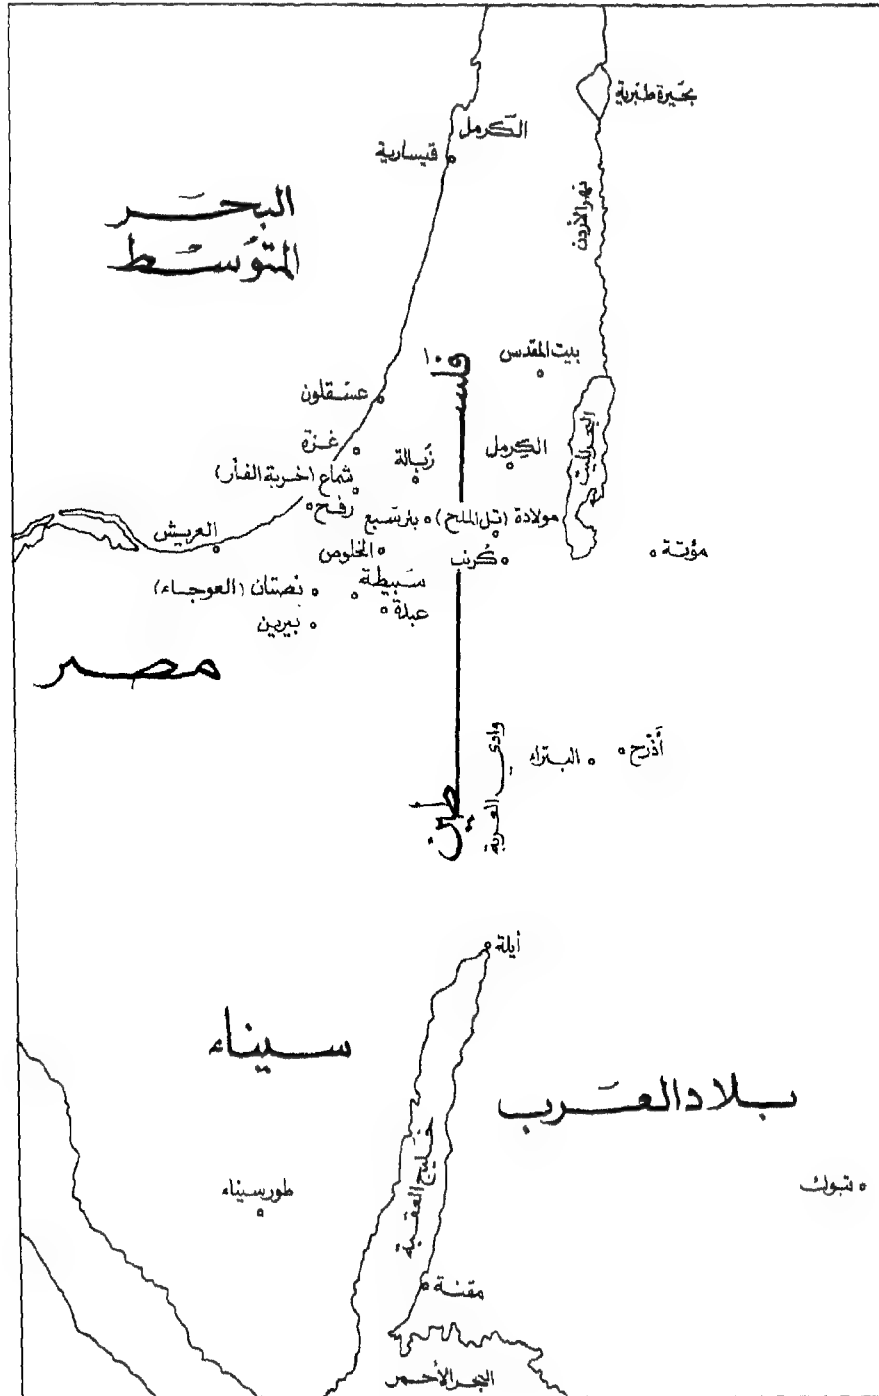 بحيرة طبرية
الكرمل
قيسارية
البحر
المتوسط
نهر الأردن
بيت المقدس
عسقلون
البحر الميت
غزة
زبالة
الكرمل
شماع (خربة الفأر)
رفح
بئر سبع
مولادة (تل الملح)
العريش
الخلوص
كرنب
مؤتة
سبيطة
نصتان (العوجاء)
عبدة
بيرين
مصر
فلسطين
وادي العربة
البتراء
أذرح
أيلة
سيناء
بلاد العرب
خليج العقبة
طور سيناء
تبوك
مقنة
البحر الأحمر